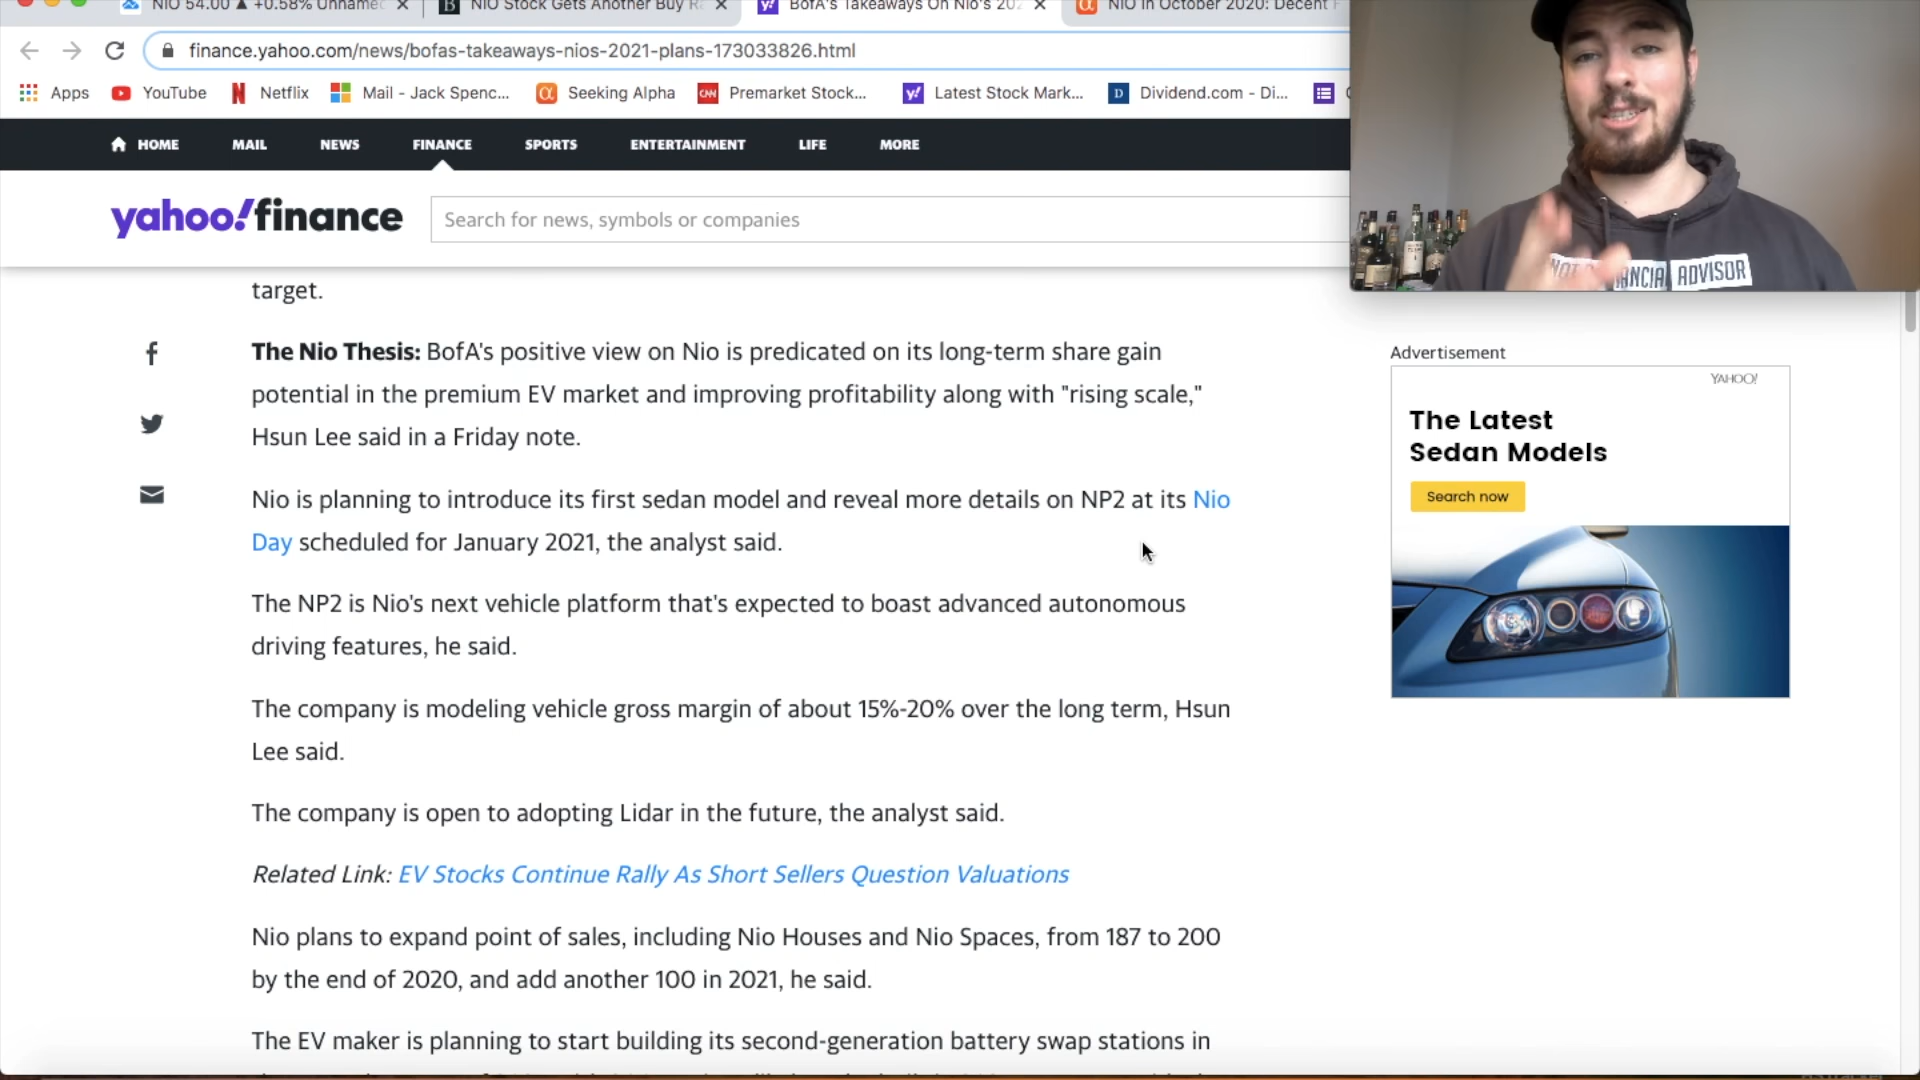 NIO 54.00 ▲ +0.58% Unname
NIO Stock Gets Another Buy R
BofA's Takeaways On Nio's 202
NIO In October 2020: Decent
finance.yahoo.com/news/bofas-takeaways-nios-2021-plans-173033826.html
Apps YouTube Netflix Mail - Jack Spenc... Seeking Alpha Premarket Stock... Latest Stock Mark... Dividend.com - Di...
HOME MAIL NEWS FINANCE SPORTS ENTERTAINMENT LIFE MORE
yahoo!finance
Search for news, symbols or companies
ADVISOR
target.
The Nio Thesis: BofA's positive view on Nio is predicated on its long-term share gain
potential in the premium EV market and improving profitability along with "rising scale,"
Hsun Lee said in a Friday note.
Nio is planning to introduce its first sedan model and reveal more details on NP2 at its Nio
Day scheduled for January 2021, the analyst said.
The NP2 is Nio's next vehicle platform that's expected to boast advanced autonomous
driving features, he said.
The company is modeling vehicle gross margin of about 15%-20% over the long term, Hsun
Lee said.
The company is open to adopting Lidar in the future, the analyst said.
Related Link: EV Stocks Continue Rally As Short Sellers Question Valuations
Nio plans to expand point of sales, including Nio Houses and Nio Spaces, from 187 to 200
by the end of 2020, and add another 100 in 2021, he said.
The EV maker is planning to start building its second-generation battery swap stations in
Advertisement
YAHOO!
The Latest
Sedan Models
Search now